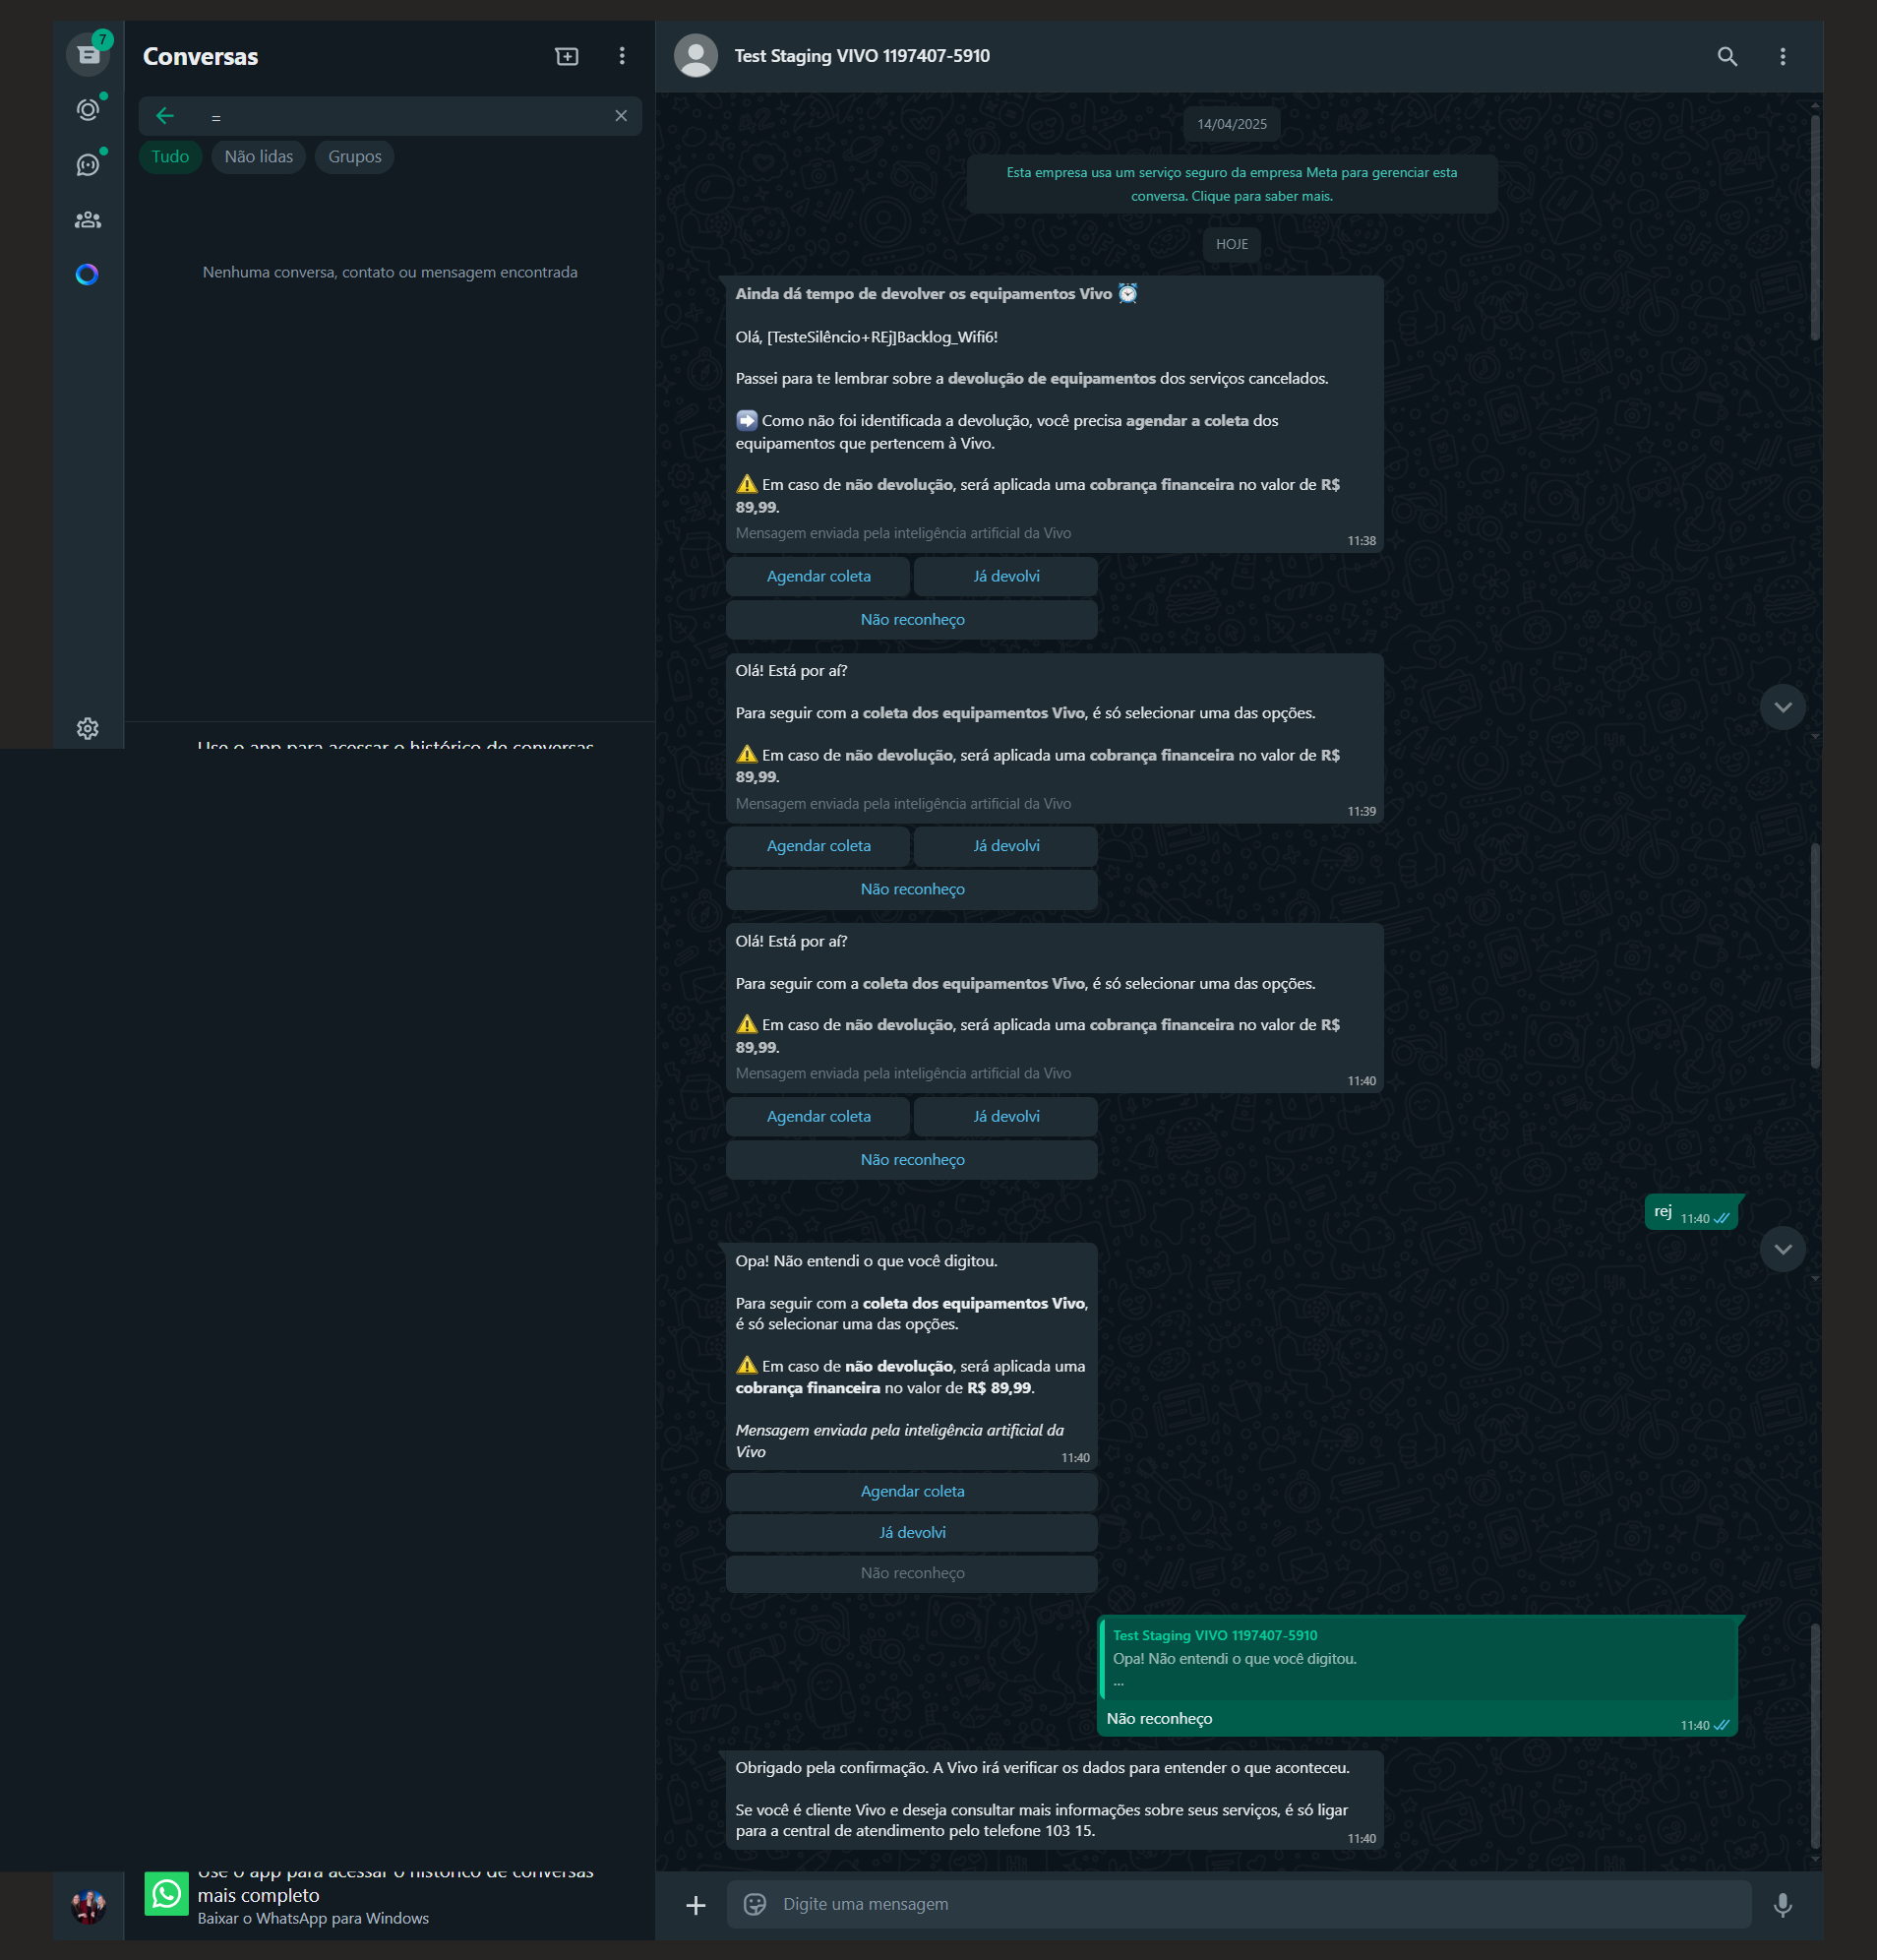 7
Conversas
=
Tudo
Não lidas
Grupos
Nenhuma conversa, contato ou mensagem encontrada
Use o app para acessar o histórico de conversas
Test Staging VIVO 1197407-5910
14/04/2025
Esta empresa usa um serviço seguro da empresa Meta para gerenciar esta
conversa. Clique para saber mais.
HOJE
Ainda dá tempo de devolver os equipamentos Vivo ⏰
Olá, [TesteSilêncio+REj]Backlog_Wifi6!
Passei para te lembrar sobre a devolução de equipamentos dos serviços cancelados.
➡️ Como não foi identificada a devolução, você precisa agendar a coleta dos
equipamentos que pertencem à Vivo.
⚠️ Em caso de não devolução, será aplicada uma cobrança financeira no valor de R$
89,99.
Mensagem enviada pela inteligência artificial da Vivo
11:38
Agendar coleta
Já devolvi
Não reconheço
Olá! Está por aí?
Para seguir com a coleta dos equipamentos Vivo, é só selecionar uma das opções.
⚠️ Em caso de não devolução, será aplicada uma cobrança financeira no valor de R$
89,99.
Mensagem enviada pela inteligência artificial da Vivo
11:39
Agendar coleta
Já devolvi
Não reconheço
Olá! Está por aí?
Para seguir com a coleta dos equipamentos Vivo, é só selecionar uma das opções.
⚠️ Em caso de não devolução, será aplicada uma cobrança financeira no valor de R$
89,99.
Mensagem enviada pela inteligência artificial da Vivo
11:40
Agendar coleta
Já devolvi
Não reconheço
rej 11:40
Opa! Não entendi o que você digitou.
Para seguir com a coleta dos equipamentos Vivo,
é só selecionar uma das opções.
⚠️ Em caso de não devolução, será aplicada uma
cobrança financeira no valor de R$ 89,99.
Mensagem enviada pela inteligência artificial da
Vivo
11:40
Agendar coleta
Já devolvi
Não reconheço
Test Staging VIVO 1197407-5910
Opa! Não entendi o que você digitou.
...
Não reconheço
11:40
Obrigado pela confirmação. A Vivo irá verificar os dados para entender o que aconteceu.
Se você é cliente Vivo e deseja consultar mais informações sobre seus serviços, é só ligar
para a central de atendimento pelo telefone 103 15.
11:40
Use o app para acessar o histórico de conversas
mais completo
Baixar o WhatsApp para Windows
Digite uma mensagem